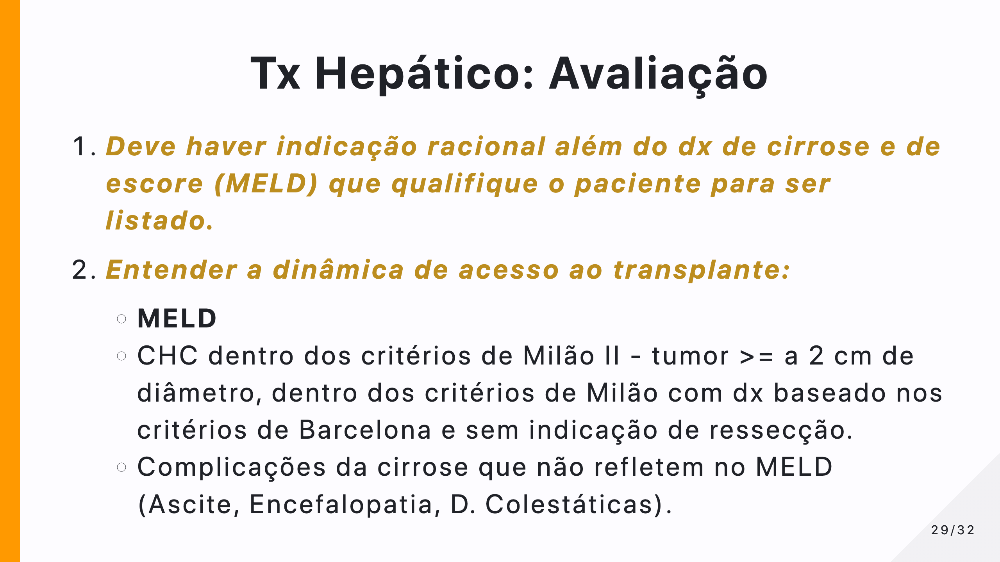 Tx Hepático: Avaliação
1. Deve haver indicação racional além do dx de cirrose e de
escore (MELD) que qualifique o paciente para ser
listado.
2. Entender a dinâmica de acesso ao transplante:
MELD
CHC dentro dos critérios de Milão II - tumor >= a 2 cm de
diâmetro, dentro dos critérios de Milão com dx baseado nos
critérios de Barcelona e sem indicação de ressecção.
Complicações da cirrose que não refletem no MELD
(Ascite, Encefalopatia, D. Colestáticas).
29/32